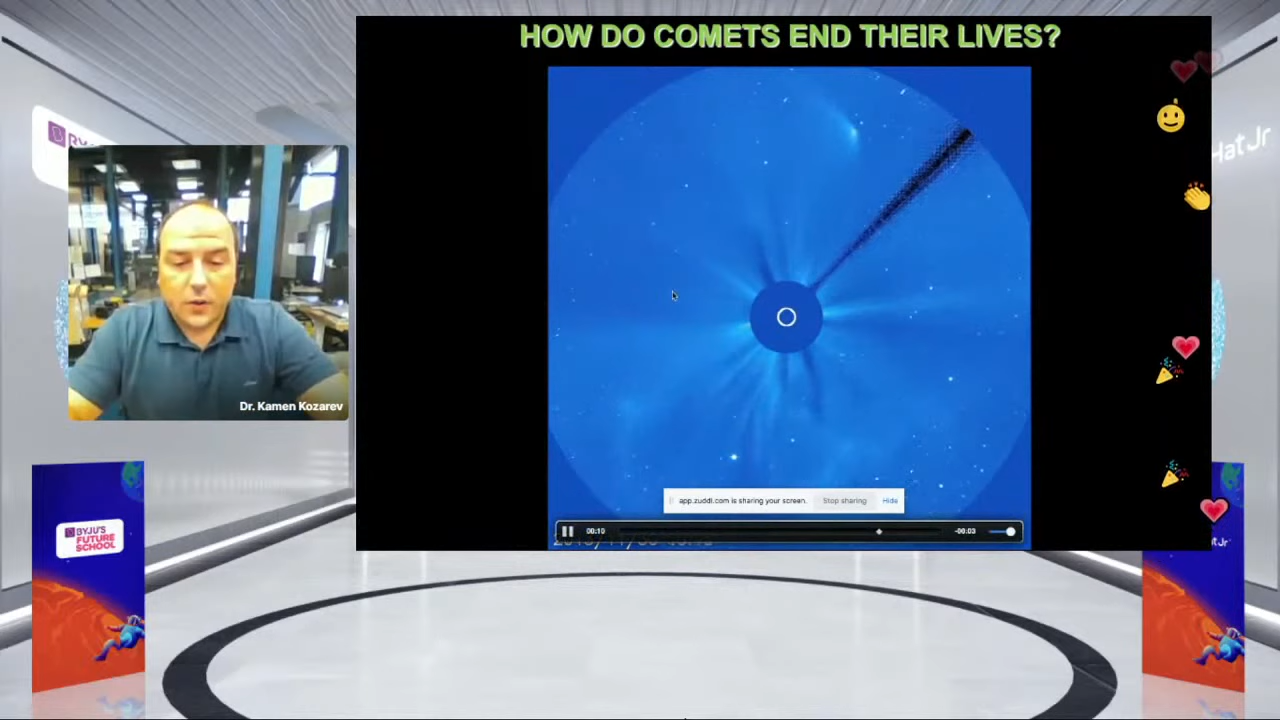 HOW DO COMETS END THEIR LIVES?
HatJr
Dr. Kamen Kozarev
app.zuddl.com is sharing your screen.
Stop sharing
Hide
00:10
-00:03
BYJU'S
FUTURE
SCHOOL